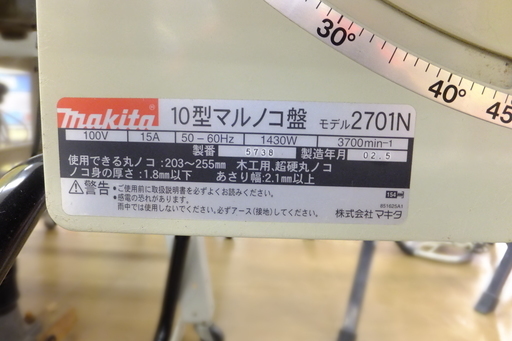 30°
35°
40°
45
makita 10型マルノコ盤 モデル2701N
100V 15A 50-60Hz 1430W 3700min-1
製番 5738 製造年月 02.5
使用できる丸ノコ:203〜255mm 木工用、超硬丸ノコ
ノコ身の厚さ:1.8mm以下 あさり幅:2.1mm以上
⚠警告 ・ご使用前に取扱説明書を必ずよくお読みください。
・感電の恐れがあります。
雨中では使用しないでください。必ずアース(接地)してください。
株式会社マキタ